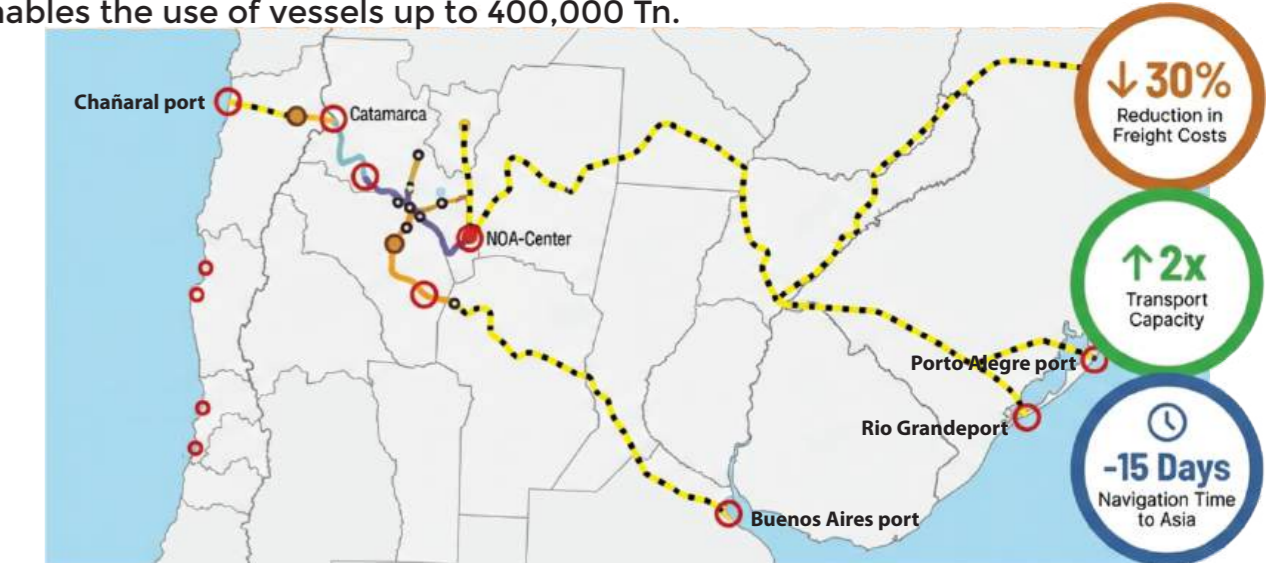 nables the use of vessels up to 400,000 Tn.
Chañaral port
Catamarca
NOA-Center
Porto Alegre port
Rio Grandeport
Buenos Aires port
↓30%
Reduction in
Freight Costs
↑2x
Transport
Capacity
-15 Days
Navigation Time
to Asia